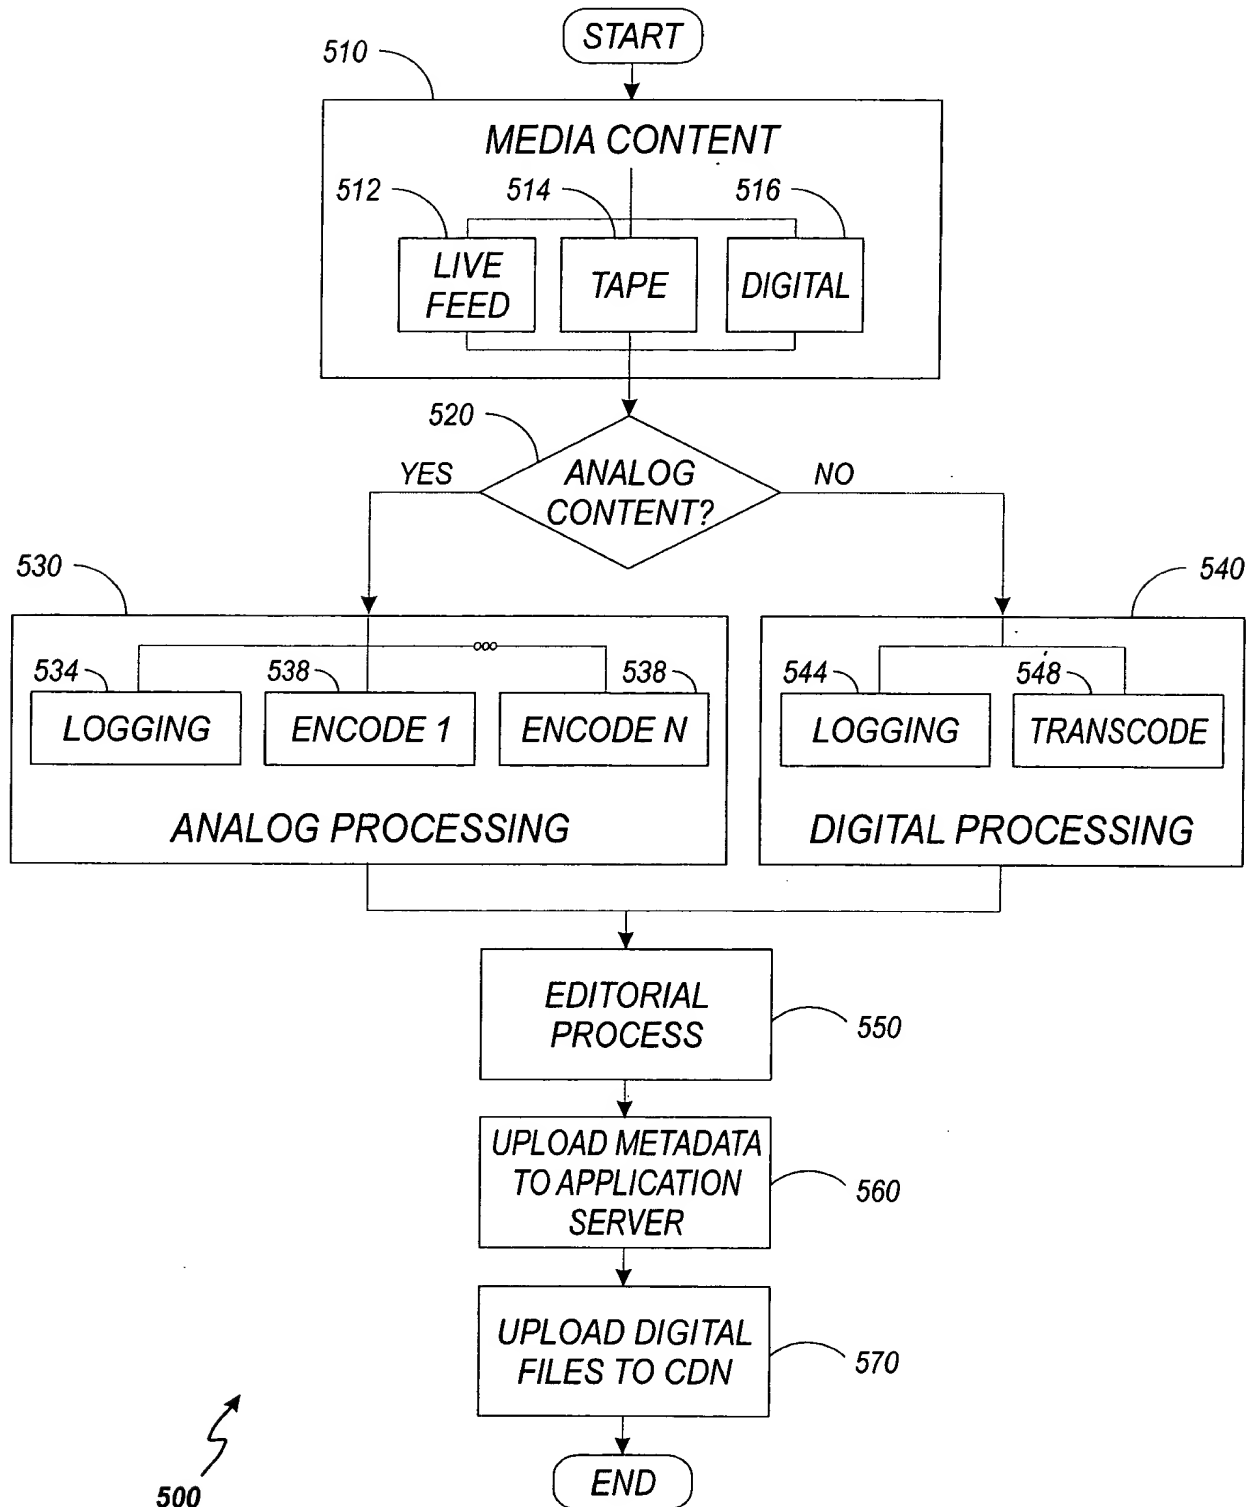 START
510
MEDIA CONTENT
512
514
516
LIVE
FEED
TAPE
DIGITAL
520
YES
ANALOG
CONTENT?
NO
530
540
534
538
538
544
548
LOGGING
ENCODE 1
ENCODE N
LOGGING
TRANSCODE
ANALOG PROCESSING
DIGITAL PROCESSING
EDITORIAL
PROCESS
550
UPLOAD METADATA
TO APPLICATION
SERVER
560
UPLOAD DIGITAL
FILES TO CDN
570
END
500